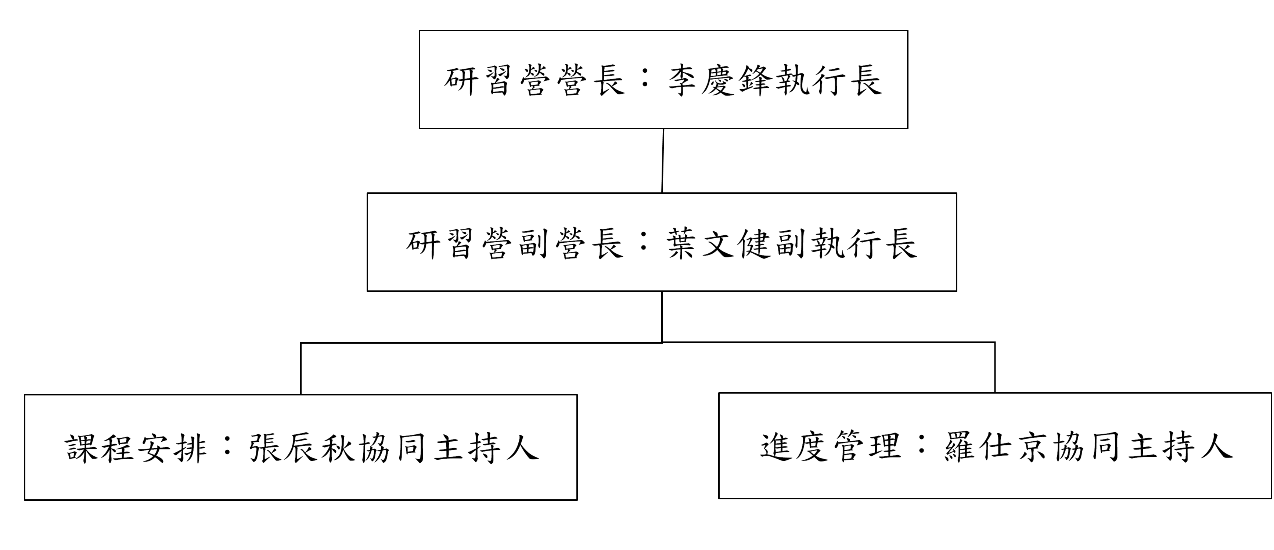 研習營營長：李慶鋒執行長
研習營副營長：葉文健副執行長
課程安排：張辰秋協同主持人
進度管理：羅仕京協同主持人